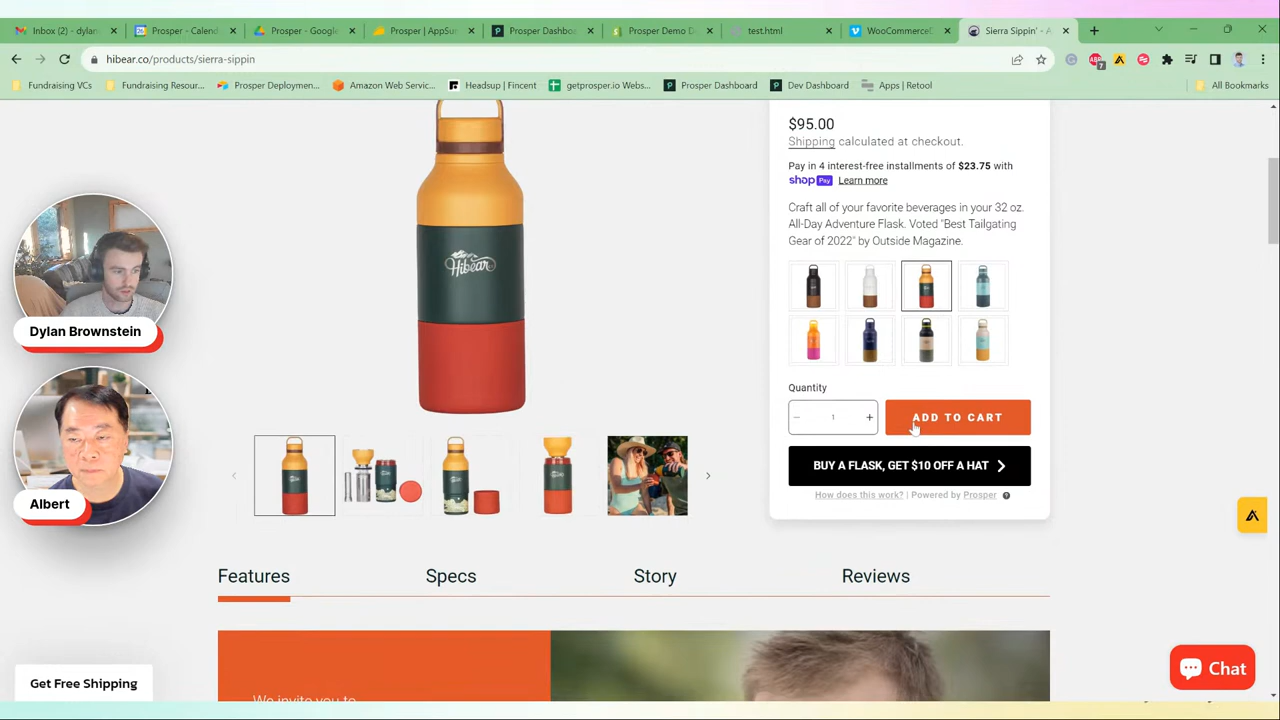 Inbox (2) - dylan
Prosper - Calend
Prosper - Google
Prosper | AppSu
Prosper Dashbo
Prosper Demo D
test.html
WooCommerce
Sierra Sippin' - A
hibear.co/products/sierra-sippin
Fundraising VCs
Fundraising Resour...
Prosper Deploymen...
Amazon Web Servic...
Headsup | Fincent
getprosper.io Webs...
Prosper Dashboard
Dev Dashboard
Apps | Retool
All Bookmarks
$95.00
Shipping calculated at checkout.
Pay in 4 interest-free installments of $23.75 with
shop Pay Learn more
Craft all of your favorite beverages in your 32 oz.
All-Day Adventure Flask. Voted "Best Tailgating
Gear of 2022" by Outside Magazine.
Hibear
Dylan Brownstein
Albert
Quantity
1
ADD TO CART
BUY A FLASK, GET $10 OFF A HAT
How does this work? | Powered by Prosper ?
Features
Specs
Story
Reviews
We invite you to
Get Free Shipping
Chat